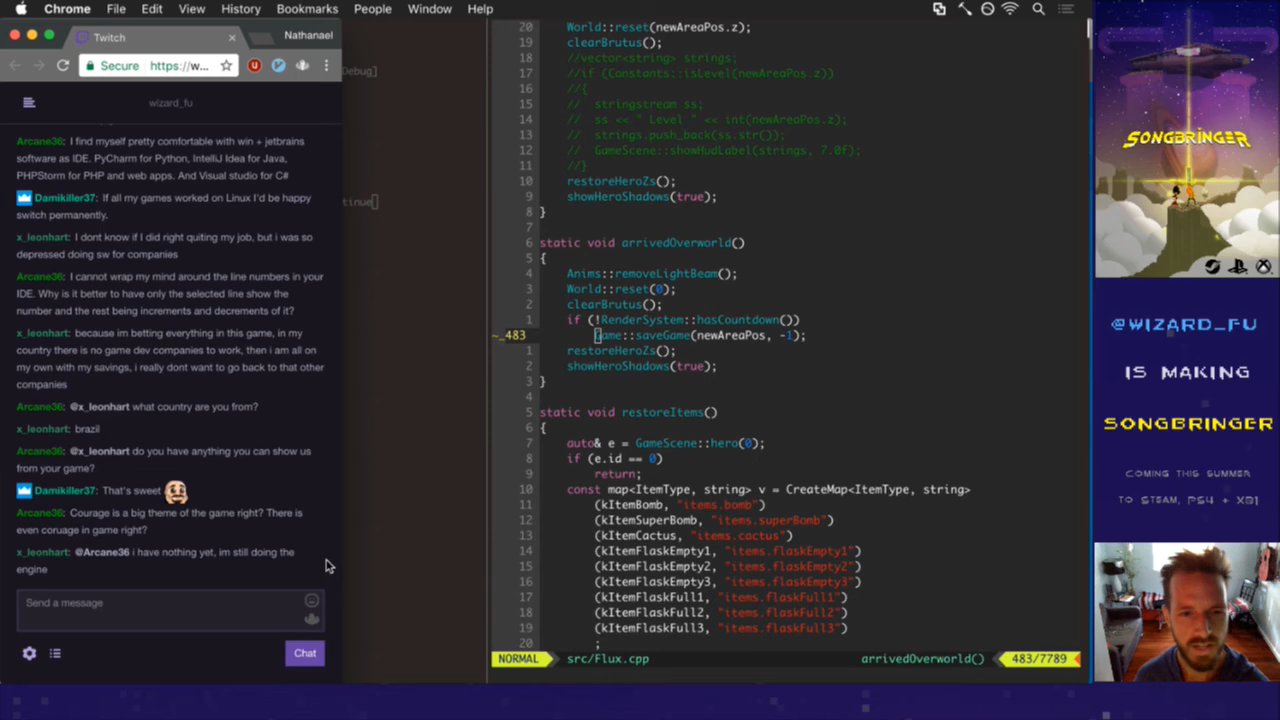 Chrome File Edit View History Bookmarks People Window Help
Twitch
Nathanael
Secure https://w...
wizard_fu
Arcane36: I find myself pretty comfortable with win + jetbrains
software as IDE. PyCharm for Python, IntelliJ Idea for Java,
PHPStorm for PHP and web apps. And Visual studio for C#
Damikiller37: If all my games worked on Linux I'd be happy
switch permanently.
x_leonhart: I dont know if I did right quiting my job, but i was so
depressed doing sw for companies
Arcane36: I cannot wrap my mind around the line numbers in your
IDE. Why is it better to have only the selected line show the
number and the rest being increments and decrements of it?
x_leonhart: because im betting everything in this game, in my
country there is no game dev companies to work, then i am all on
my own with my savings, i really dont want to go back to that other
companies
Arcane36: @x_leonhart what country are you from?
x_leonhart: brazil
Arcane36: @x_leonhart do you have anything you can show us
from your game?
Damikiller37: That's sweet
Arcane36: Courage is a big theme of the game right? There is
even coruage in game right?
x_leonhart: @Arcane36 i have nothing yet, im still doing the
engine
Send a message
Chat
Debug]
tinue]
20 World::reset(newAreaPos.z);
19 clearBrutus();
18 //vector<string> strings;
17 //if (Constants::isLevel(newAreaPos.z))
16 //{
15 // stringstream ss;
14 // ss << " Level " << int(newAreaPos.z);
13 // strings.push_back(ss.str());
12 // GameScene::showHudLabel(strings, 7.0f);
11 //}
10 restoreHeroZs();
9 showHeroShadows(true);
8 }
7
6 static void arrivedOverworld()
5 {
4 Anims::removeLightBeam();
3 World::reset(0);
2 clearBrutus();
1 if (!RenderSystem::hasCountdown())
~_483 Game::saveGame(newAreaPos, -1);
1 restoreHeroZs();
2 showHeroShadows(true);
3 }
4
5 static void restoreItems()
6 {
7 auto& e = GameScene::hero(0);
8 if (e.id == 0)
9 return;
10 const map<ItemType, string> v = CreateMap<ItemType, string>
11 (kItemBomb, "items.bomb")
12 (kItemSuperBomb, "items.superBomb")
13 (kItemCactus, "items.cactus")
14 (kItemFlaskEmpty1, "items.flaskEmpty1")
15 (kItemFlaskEmpty2, "items.flaskEmpty2")
16 (kItemFlaskEmpty3, "items.flaskEmpty3")
17 (kItemFlaskFull1, "items.flaskFull1")
18 (kItemFlaskFull2, "items.flaskFull2")
19 (kItemFlaskFull3, "items.flaskFull3")
20 ;
NORMAL src/Flux.cpp arrivedOverworld() 483/7789
SONGBRINGER
@WIZARD_FU
IS MAKING
SONGBRINGER
COMING THIS SUMMER
TO STEAM, PS4 + XB1